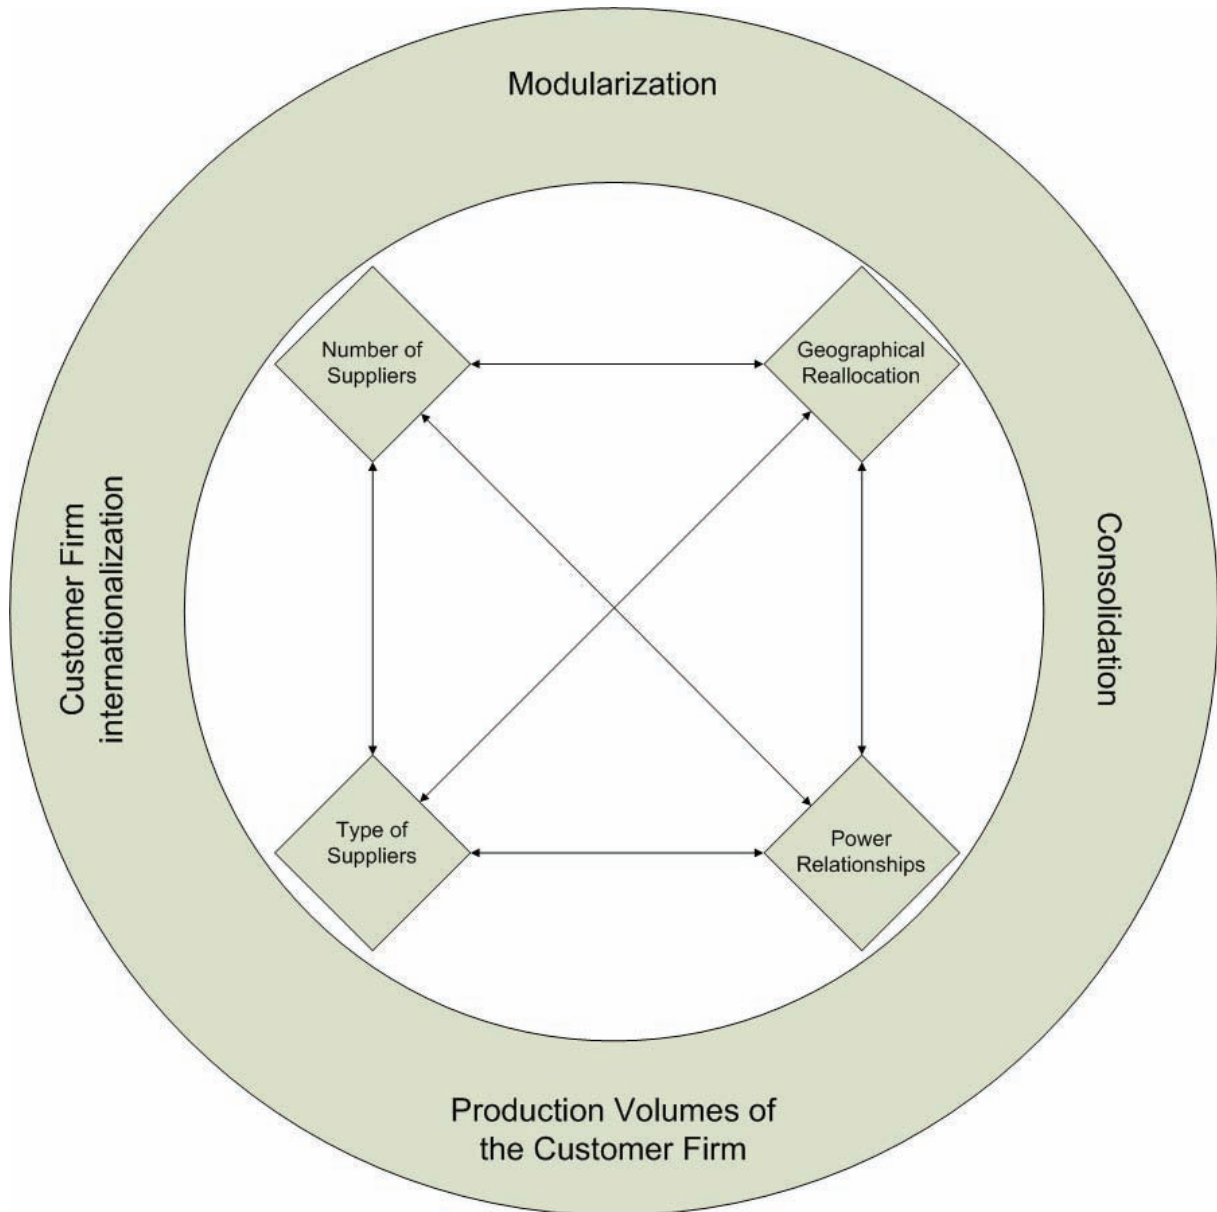 Modularization
Number of
Suppliers
Geographical
Reallocation
Customer Firm
internationalization
Consolidation
Type of
Suppliers
Power
Relationships
Production Volumes of
the Customer Firm